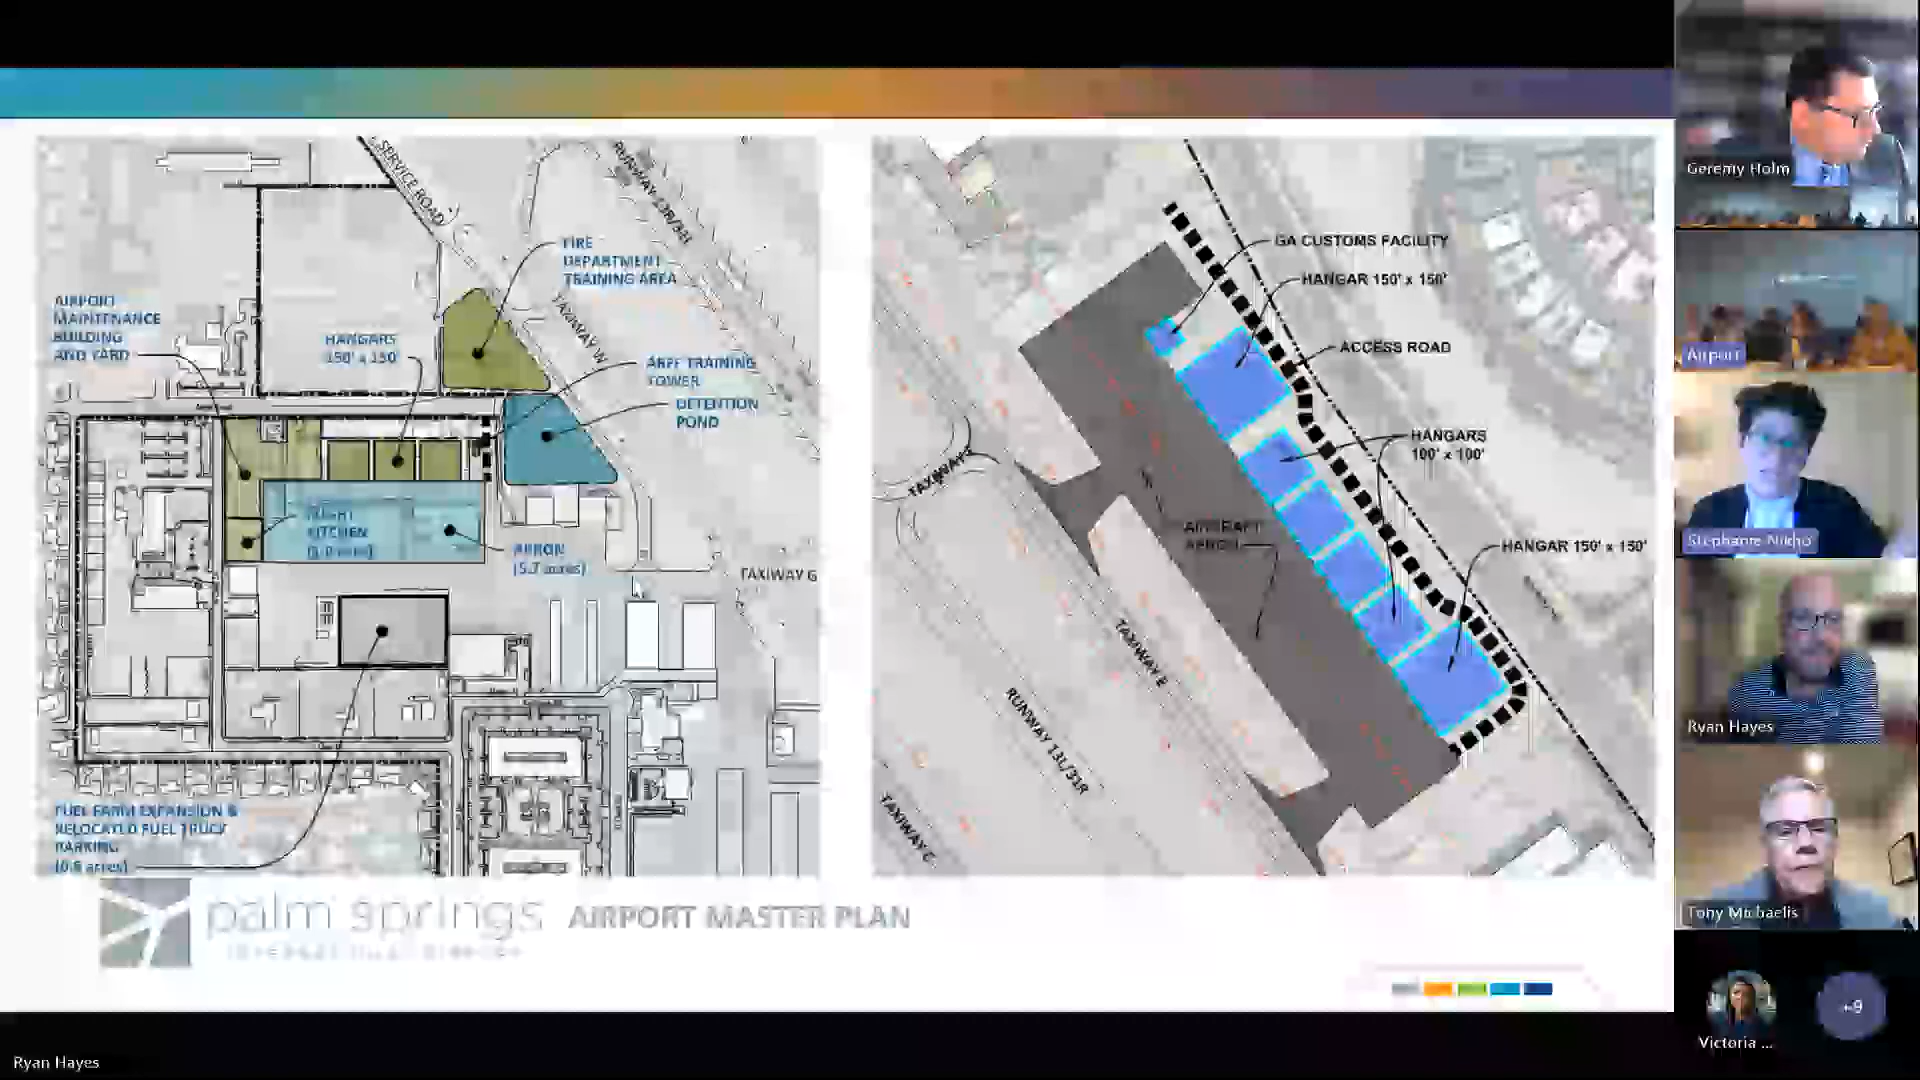 SERVICE ROAD
RUNWAY 13R/31L
FIRE
DEPARTMENT
TRAINING AREA
TAXIWAY W
AIRPORT
MAINTENANCE
BUILDING
AND YARD
HANGARS
150' x 150'
ARFF TRAINING
TOWER
DETENTION
POND
FLIGHT
KITCHEN
APRON
(5.7 acres)
TAXIWAY G
FUEL FARM EXPANSION &
RELOCATED FUEL TRUCK
PARKING
(0.6 acres)
GA CUSTOMS FACILITY
HANGAR 150' x 150'
ACCESS ROAD
HANGARS
100' x 100'
AIRCRAFT
APRON
HANGAR 150' x 150'
TAXIWAY E
RUNWAY 13L/31R
TAXIWAY C
palm springs
AIRPORT MASTER PLAN
Geremy Holm
Airport
Stephanie Nikho
Ryan Hayes
Tony Michaelis
Victoria ...
+9
Ryan Hayes